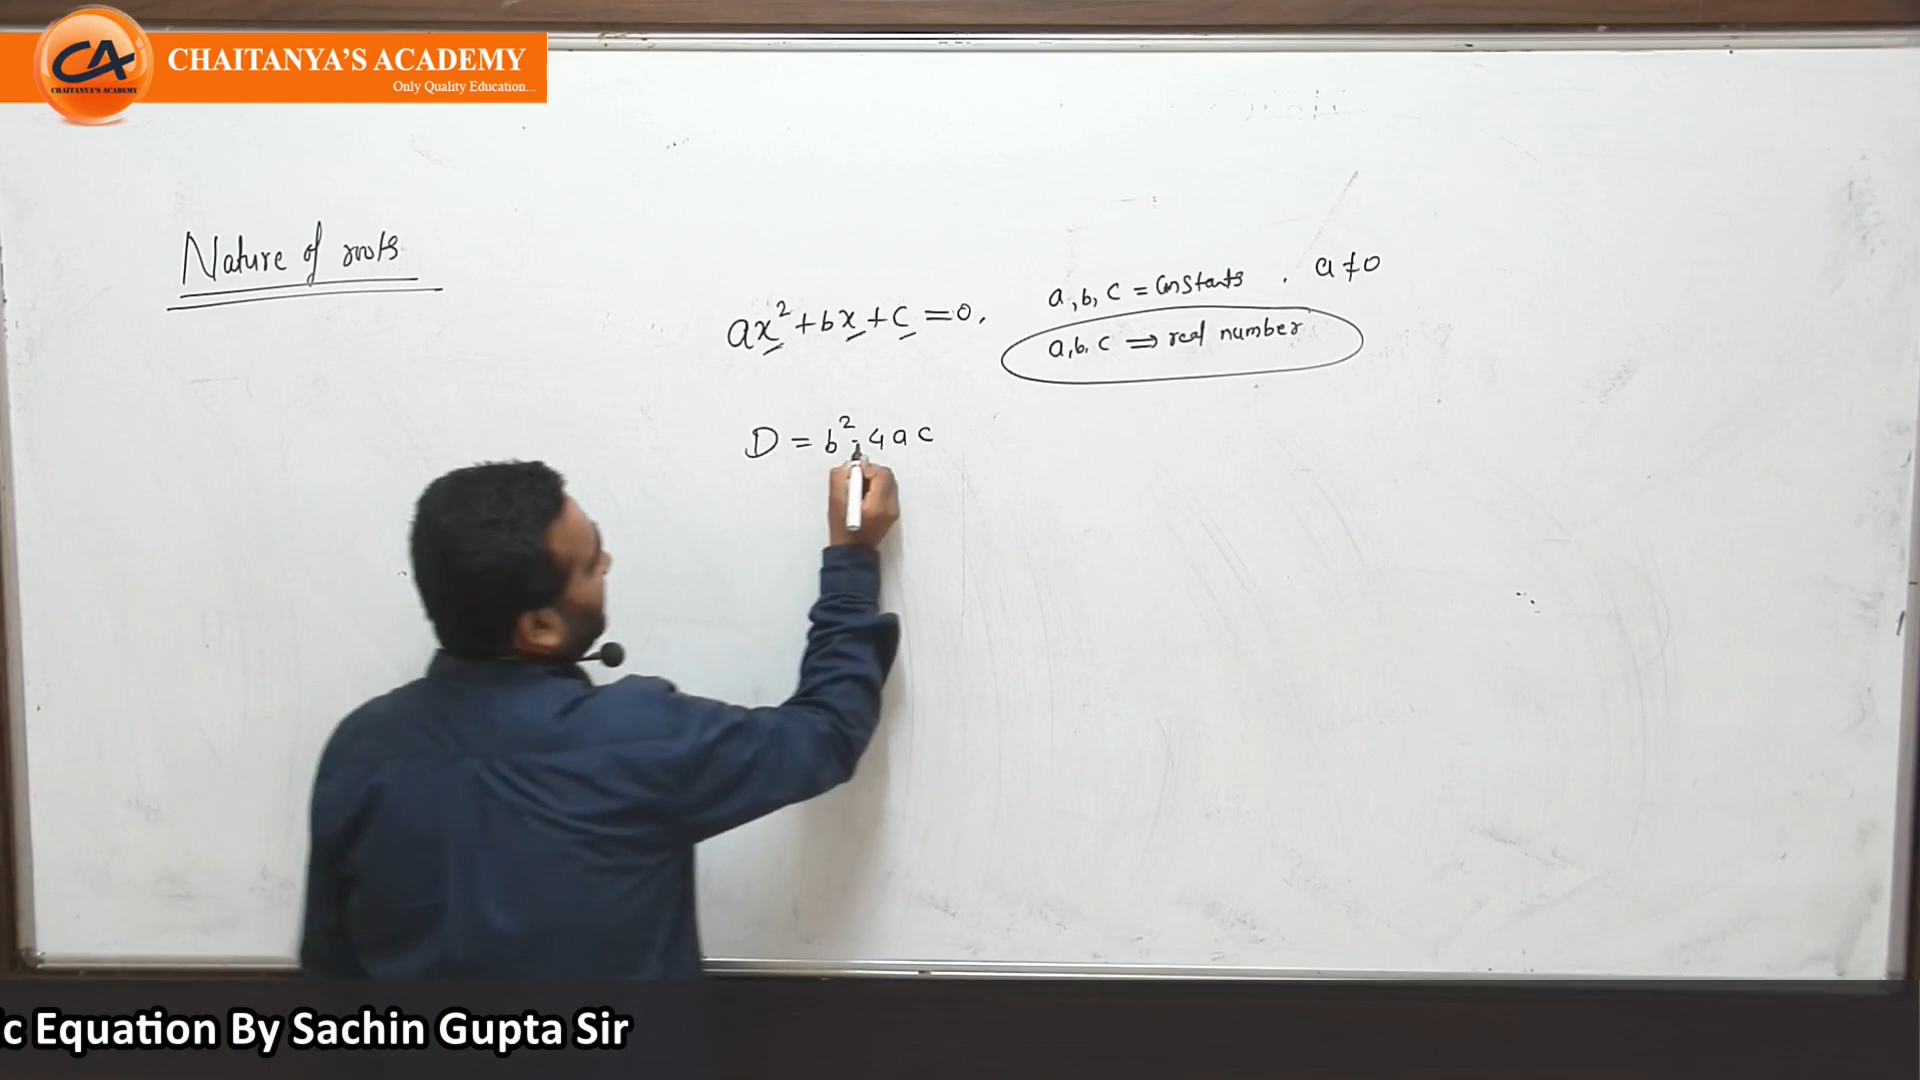 CA
CHAITANYA'S ACADEMY
CHAITANYA'S ACADEMY
Only Quality Education...
Nature of roots
ax²+bx+c=0,
a,b,c = Constants, a≠0
a,b,c ⇒ real number
D = b²-4ac
c Equation By Sachin Gupta Sir